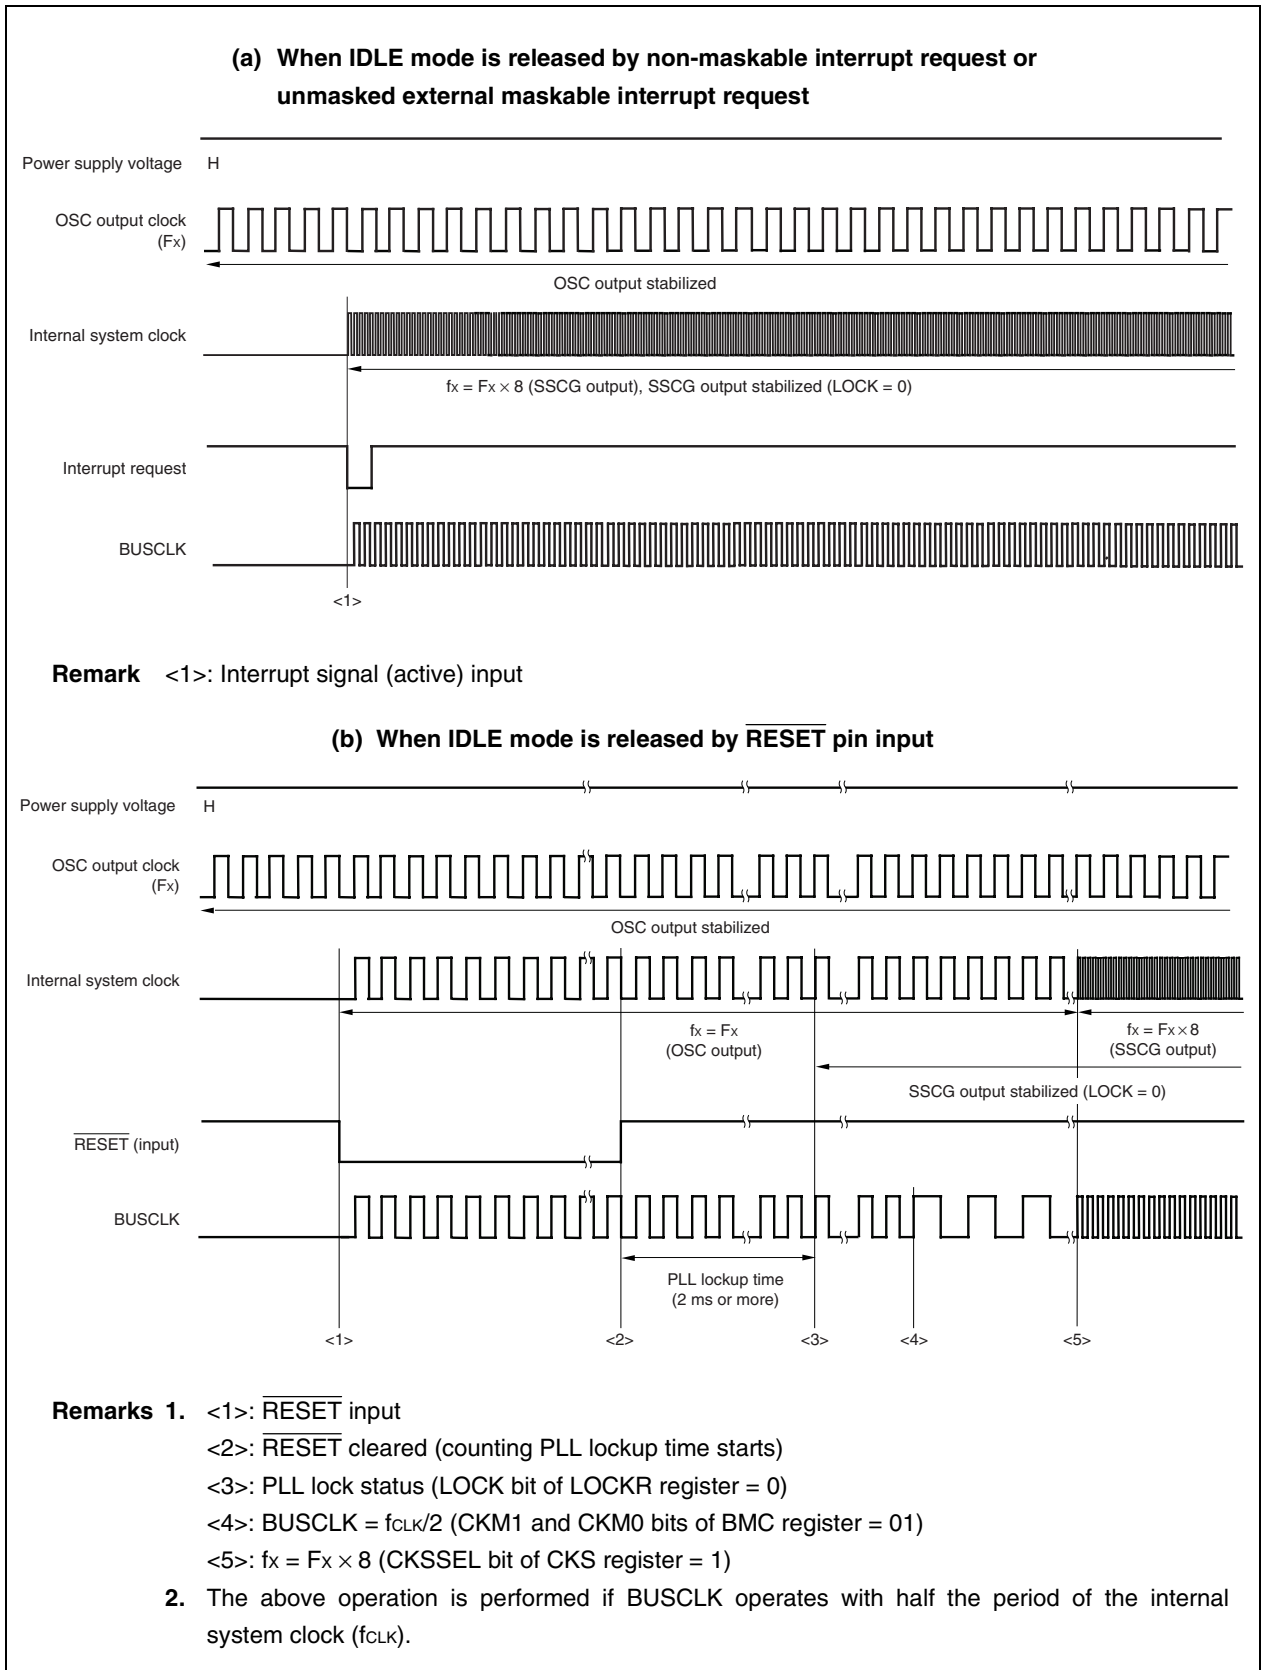 (a) When IDLE mode is released by non-maskable interrupt request or
unmasked external maskable interrupt request
Power supply voltage H
OSC output clock
(Fx)
OSC output stabilized
Internal system clock
fx = Fx × 8 (SSCG output), SSCG output stabilized (LOCK = 0)
Interrupt request
BUSCLK
<1>
Remark <1>: Interrupt signal (active) input
(b) When IDLE mode is released by RESET pin input
Power supply voltage H
OSC output clock
(Fx)
OSC output stabilized
Internal system clock
fx = Fx
(OSC output)
fx = Fx × 8
(SSCG output)
SSCG output stabilized (LOCK = 0)
RESET (input)
BUSCLK
PLL lockup time
(2 ms or more)
<1> <2> <3> <4> <5>
Remarks 1. <1>: RESET input
<2>: RESET cleared (counting PLL lockup time starts)
<3>: PLL lock status (LOCK bit of LOCKR register = 0)
<4>: BUSCLK = fCLK/2 (CKM1 and CKM0 bits of BMC register = 01)
<5>: fx = Fx × 8 (CKSSEL bit of CKS register = 1)
2. The above operation is performed if BUSCLK operates with half the period of the internal
system clock (fCLK).